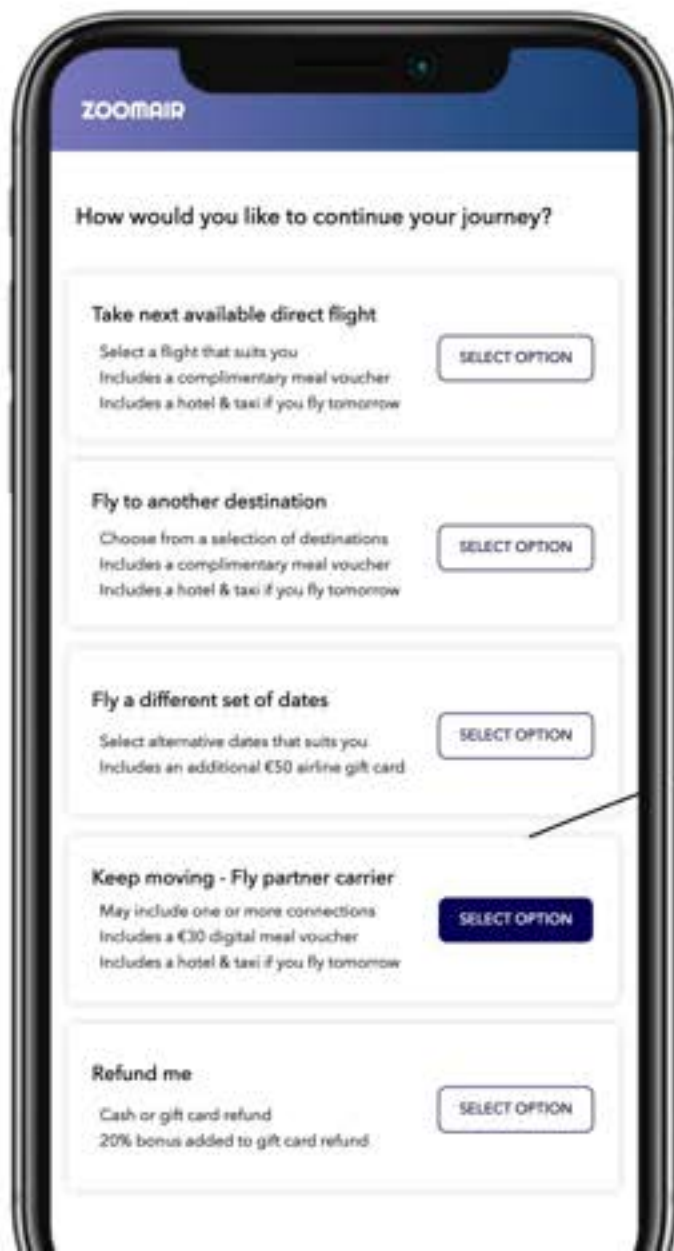 ZOOMAIR
How would you like to continue your journey?
Take next available direct flight
Select a flight that suits you
Includes a complimentary meal voucher
Includes a hotel & taxi if you fly tomorrow
SELECT OPTION
Fly to another destination
Choose from a selection of destinations
Includes a complimentary meal voucher
Includes a hotel & taxi if you fly tomorrow
SELECT OPTION
Fly a different set of dates
Select alternative dates that suits you
Includes an additional €50 airline gift card
SELECT OPTION
Keep moving - Fly partner carrier
May include one or more connections
Includes a €30 digital meal voucher
Includes a hotel & taxi if you fly tomorrow
SELECT OPTION
Refund me
Cash or gift card refund
20% bonus added to gift card refund
SELECT OPTION